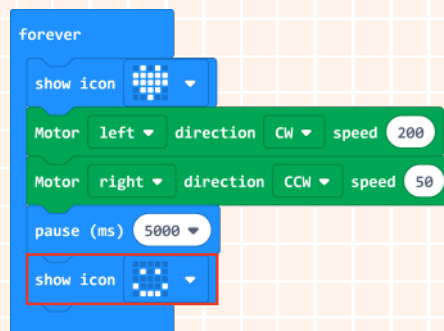 forever
show icon
Motor left direction CW speed 200
Motor right direction CCW speed 50
pause (ms) 5000
show icon